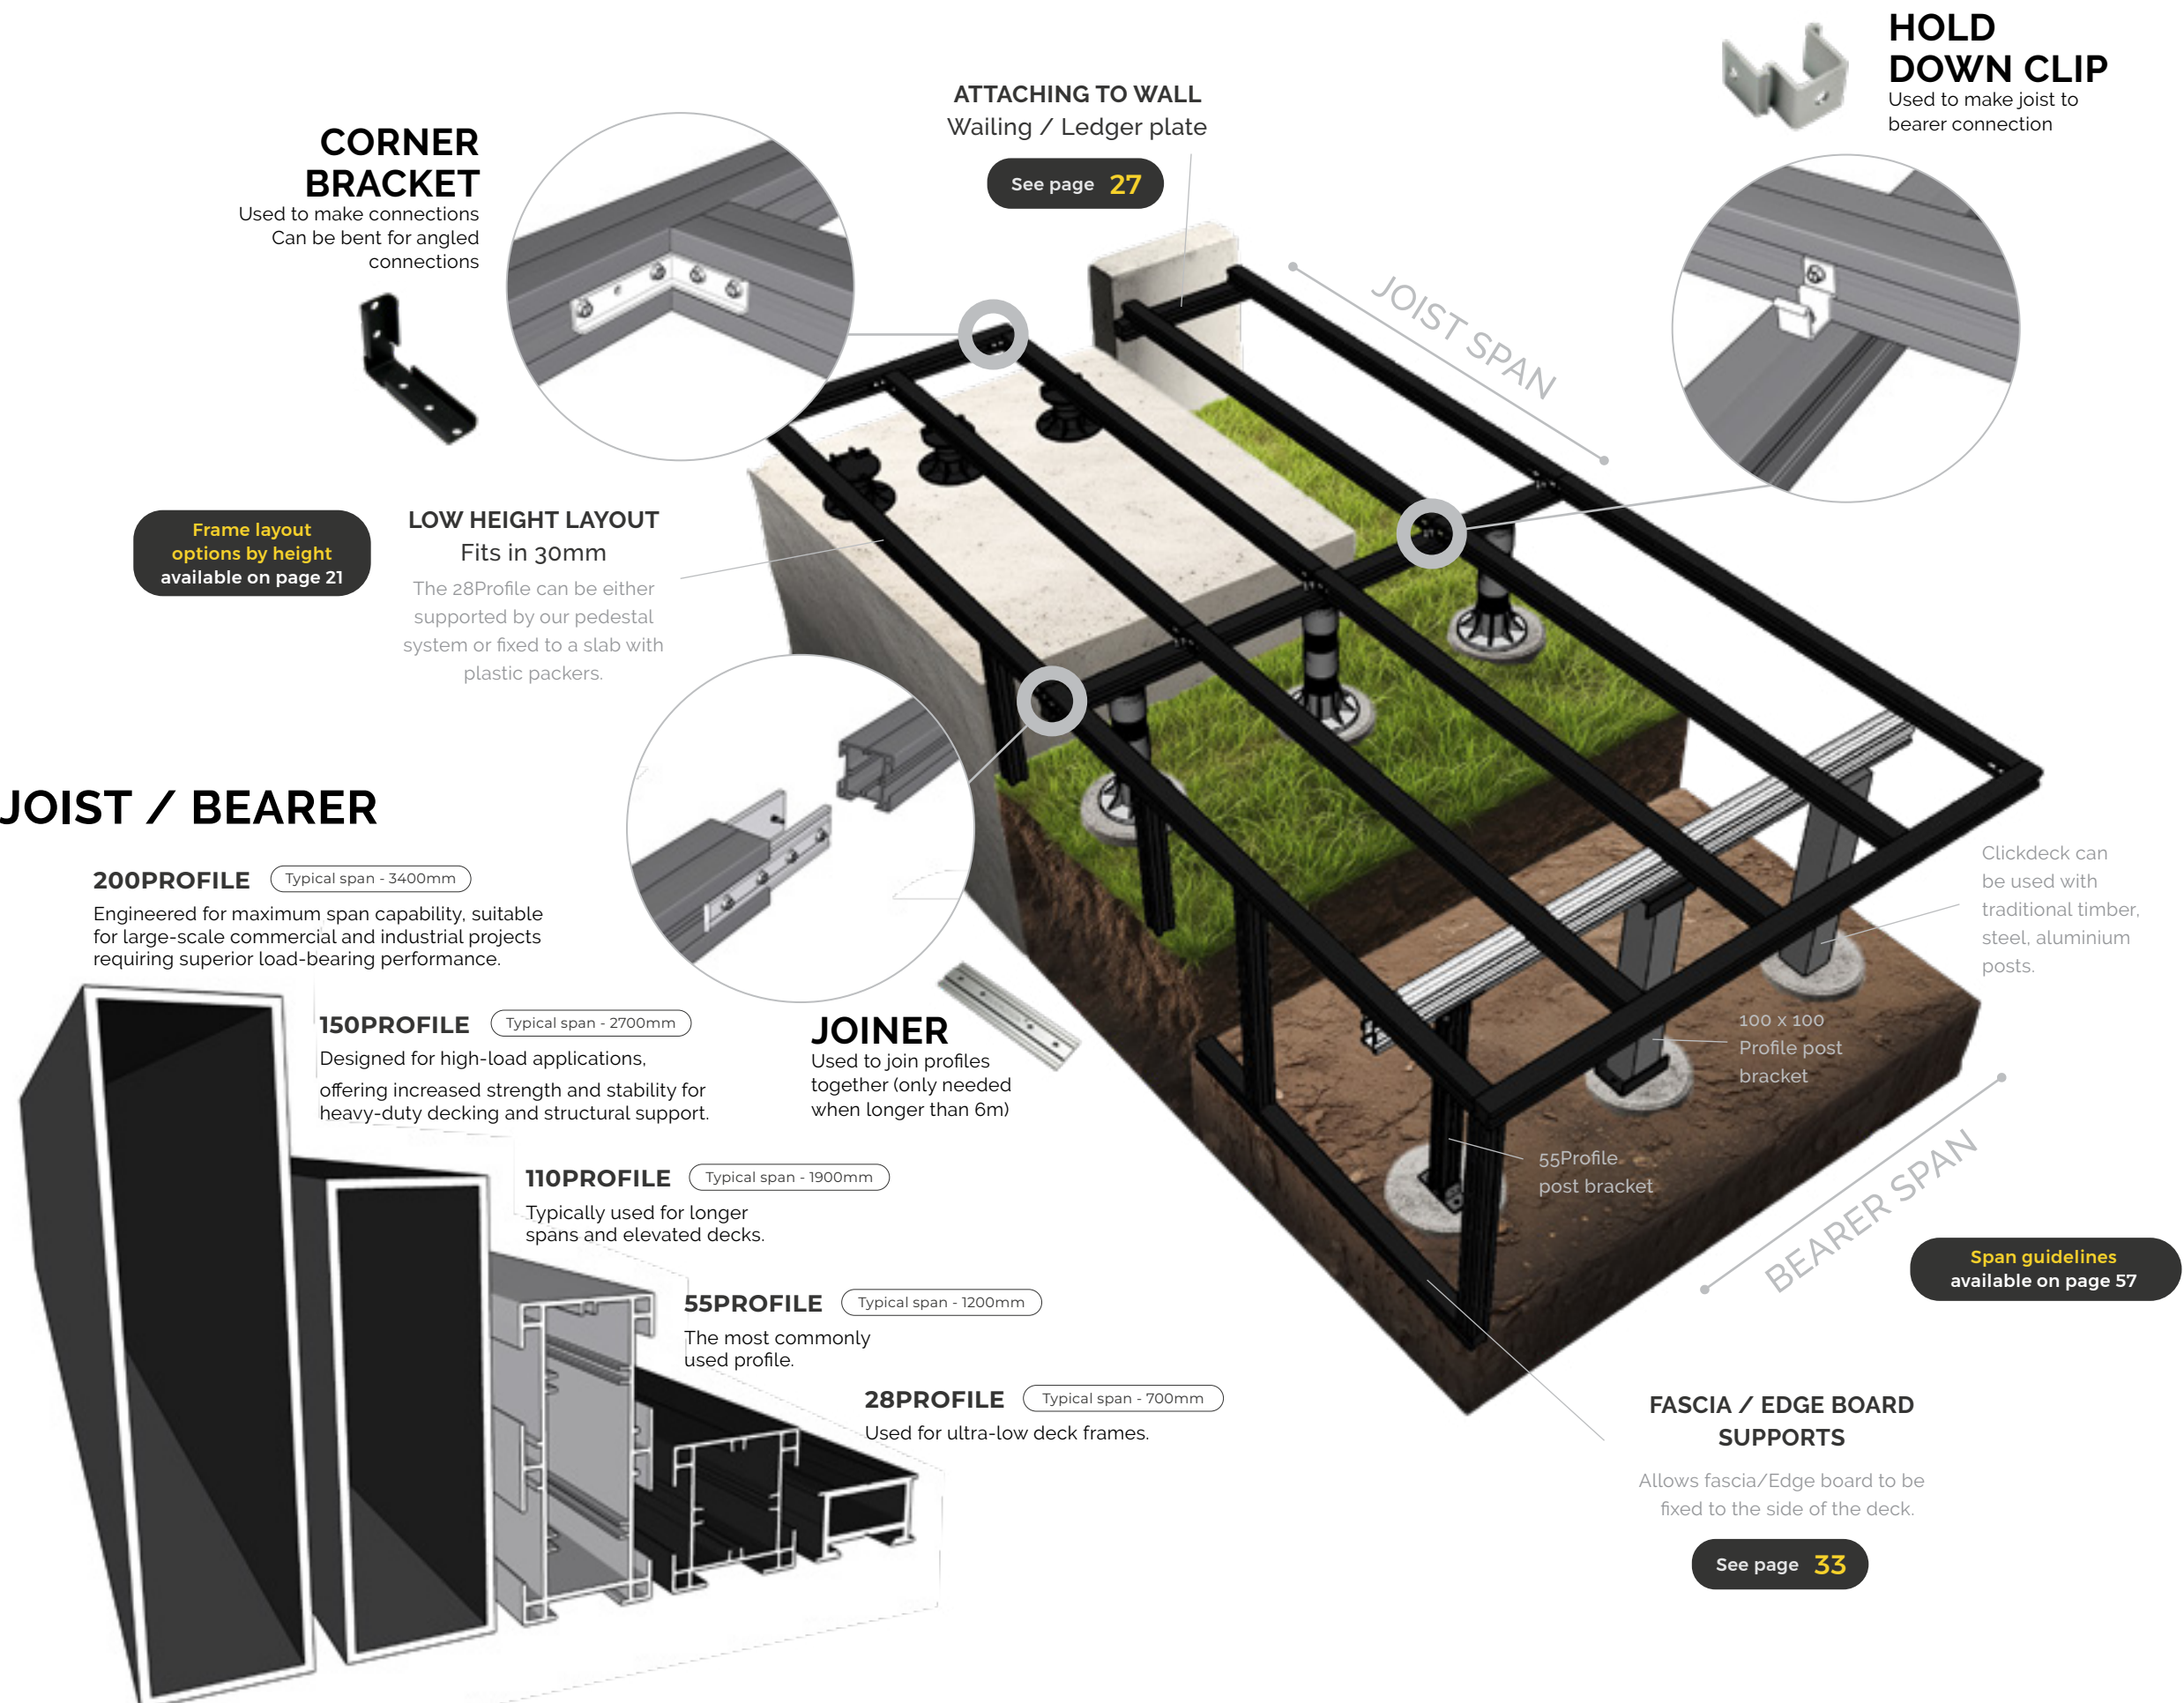 HOLD
DOWN CLIP
Used to make joist to
bearer connection
ATTACHING TO WALL
Wailing / Ledger plate
See page 27
CORNER
BRACKET
Used to make connections
Can be bent for angled
connections
JOIST SPAN
Frame layout
options by height
available on page 21
LOW HEIGHT LAYOUT
Fits in 30mm
The 28Profile can be either
supported by our pedestal
system or fixed to a slab with
plastic packers.
JOIST / BEARER
200PROFILE Typical span - 3400mm
Engineered for maximum span capability, suitable
for large-scale commercial and industrial projects
requiring superior load-bearing performance.
150PROFILE Typical span - 2700mm
Designed for high-load applications,
offering increased strength and stability for
heavy-duty decking and structural support.
JOINER
Used to join profiles
together (only needed
when longer than 6m)
110PROFILE Typical span - 1900mm
Typically used for longer
spans and elevated decks.
55PROFILE Typical span - 1200mm
The most commonly
used profile.
28PROFILE Typical span - 700mm
Used for ultra-low deck frames.
Clickdeck can
be used with
traditional timber,
steel, aluminium
posts.
100 x 100
Profile post
bracket
55Profile
post bracket
BEARER SPAN
Span guidelines
available on page 57
FASCIA / EDGE BOARD
SUPPORTS
Allows fascia/Edge board to be
fixed to the side of the deck.
See page 33